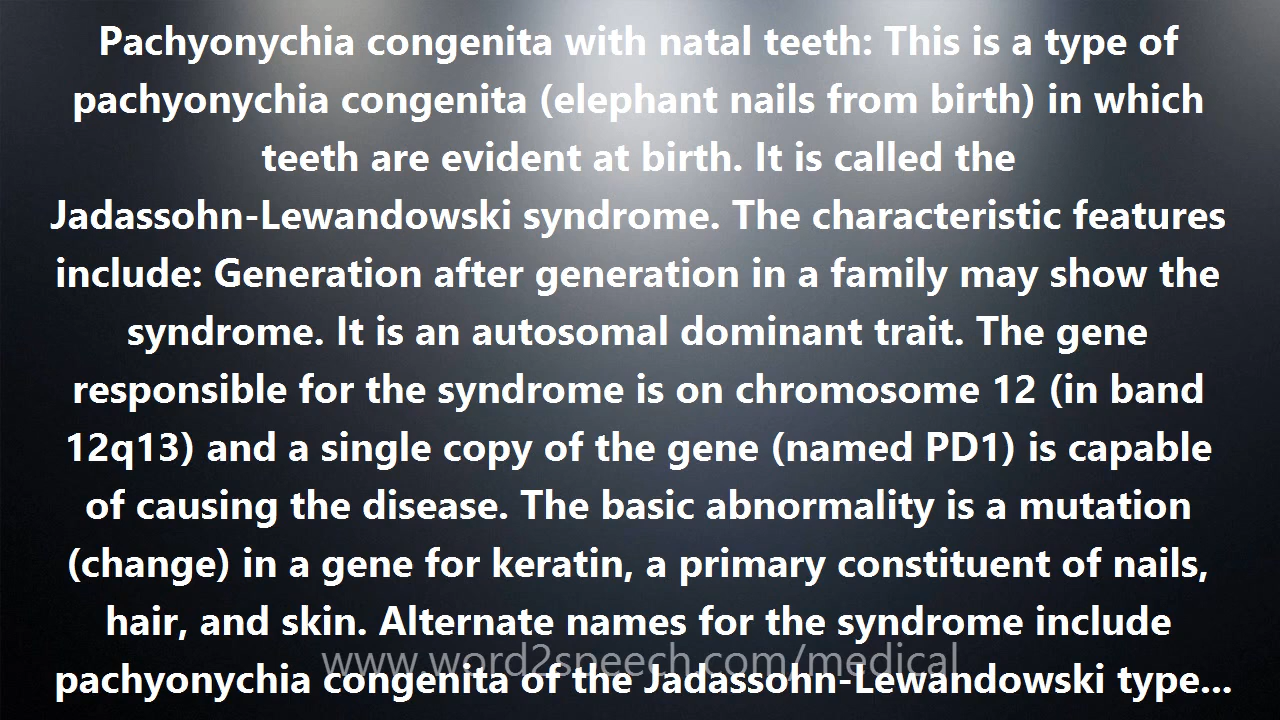 Pachyonychia congenita with natal teeth: This is a type of
pachyonychia congenita (elephant nails from birth) in which
teeth are evident at birth. It is called the
Jadassohn-Lewandowski syndrome. The characteristic features
include: Generation after generation in a family may show the
syndrome. It is an autosomal dominant trait. The gene
responsible for the syndrome is on chromosome 12 (in band
12q13) and a single copy of the gene (named PD1) is capable
of causing the disease. The basic abnormality is a mutation
(change) in a gene for keratin, a primary constituent of nails,
hair, and skin. Alternate names for the syndrome include
www.word2speech.com/medical
pachyonychia congenita of the Jadassohn-Lewandowski type...